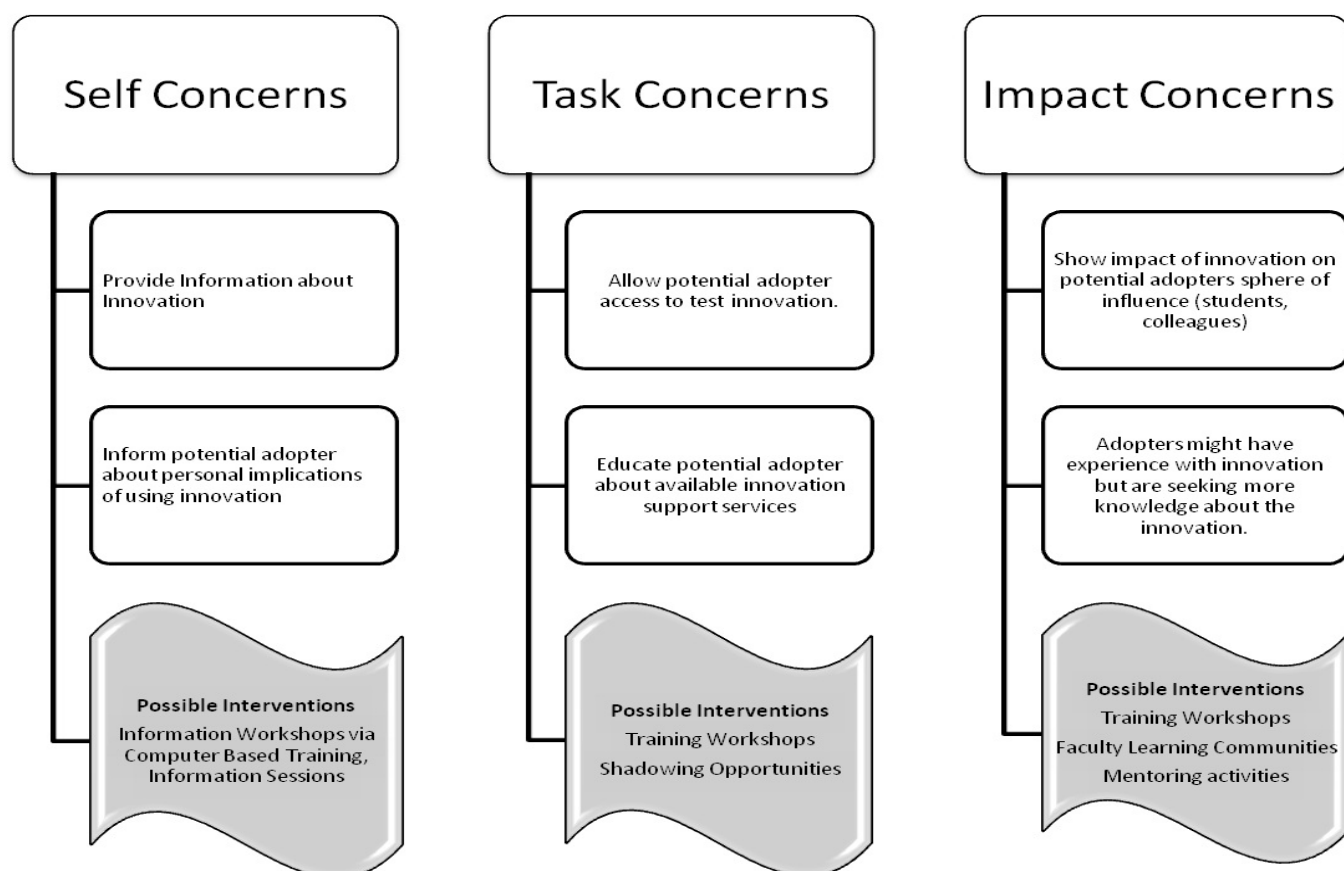 Self Concerns
Provide Information about
Innovation
Inform potential adopter
about personal implications
of using innovation
Possible Interventions
Information Workshops via
Computer Based Training,
Information Sessions
Task Concerns
Allow potential adopter
access to test innovation.
Educate potential adopter
about available innovation
support services
Possible Interventions
Training Workshops
Shadowing Opportunities
Impact Concerns
Show impact of innovation on
potential adopters sphere of
influence (students,
colleagues)
Adopters might have
experience with innovation
but are seeking more
knowledge about the
innovation.
Possible Interventions
Training Workshops
Faculty Learning Communities
Mentoring activities